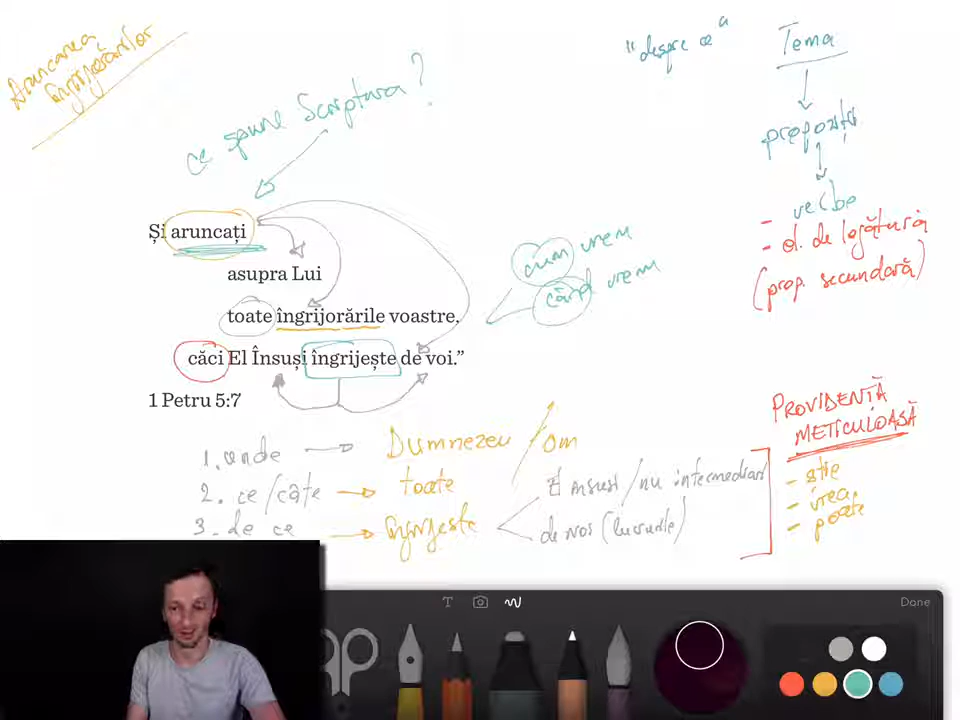 Aruncarea
îngrijorărilor
"despre ce"
Tema
ce spune Scriptura?
propoziții
verbe
- d. de legătură
(prop. secundară)
Și aruncați
asupra Lui
toate îngrijorările voastre,
căci El Însuși îngrijește de voi.”
1 Petru 5:7
cum vrem
când vrem
PROVIDENȚĂ
METICULOASĂ
- știe
- vrea
- poate
1. unde → Dumnezeu / om
2. ce/câte → toate
3. de ce → îngrijește
El însuși / nu intermediari
de noi (lucrurile)
T
Done